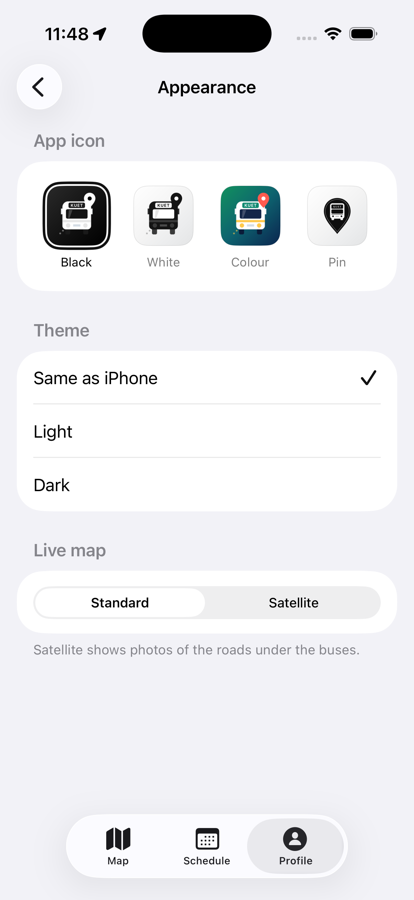 11:48
Appearance
App icon
KUET
KUET
KUET
Black
White
Colour
Pin
Theme
Same as iPhone
Light
Dark
Live map
Standard
Satellite
Satellite shows photos of the roads under the buses.
Map
Schedule
Profile